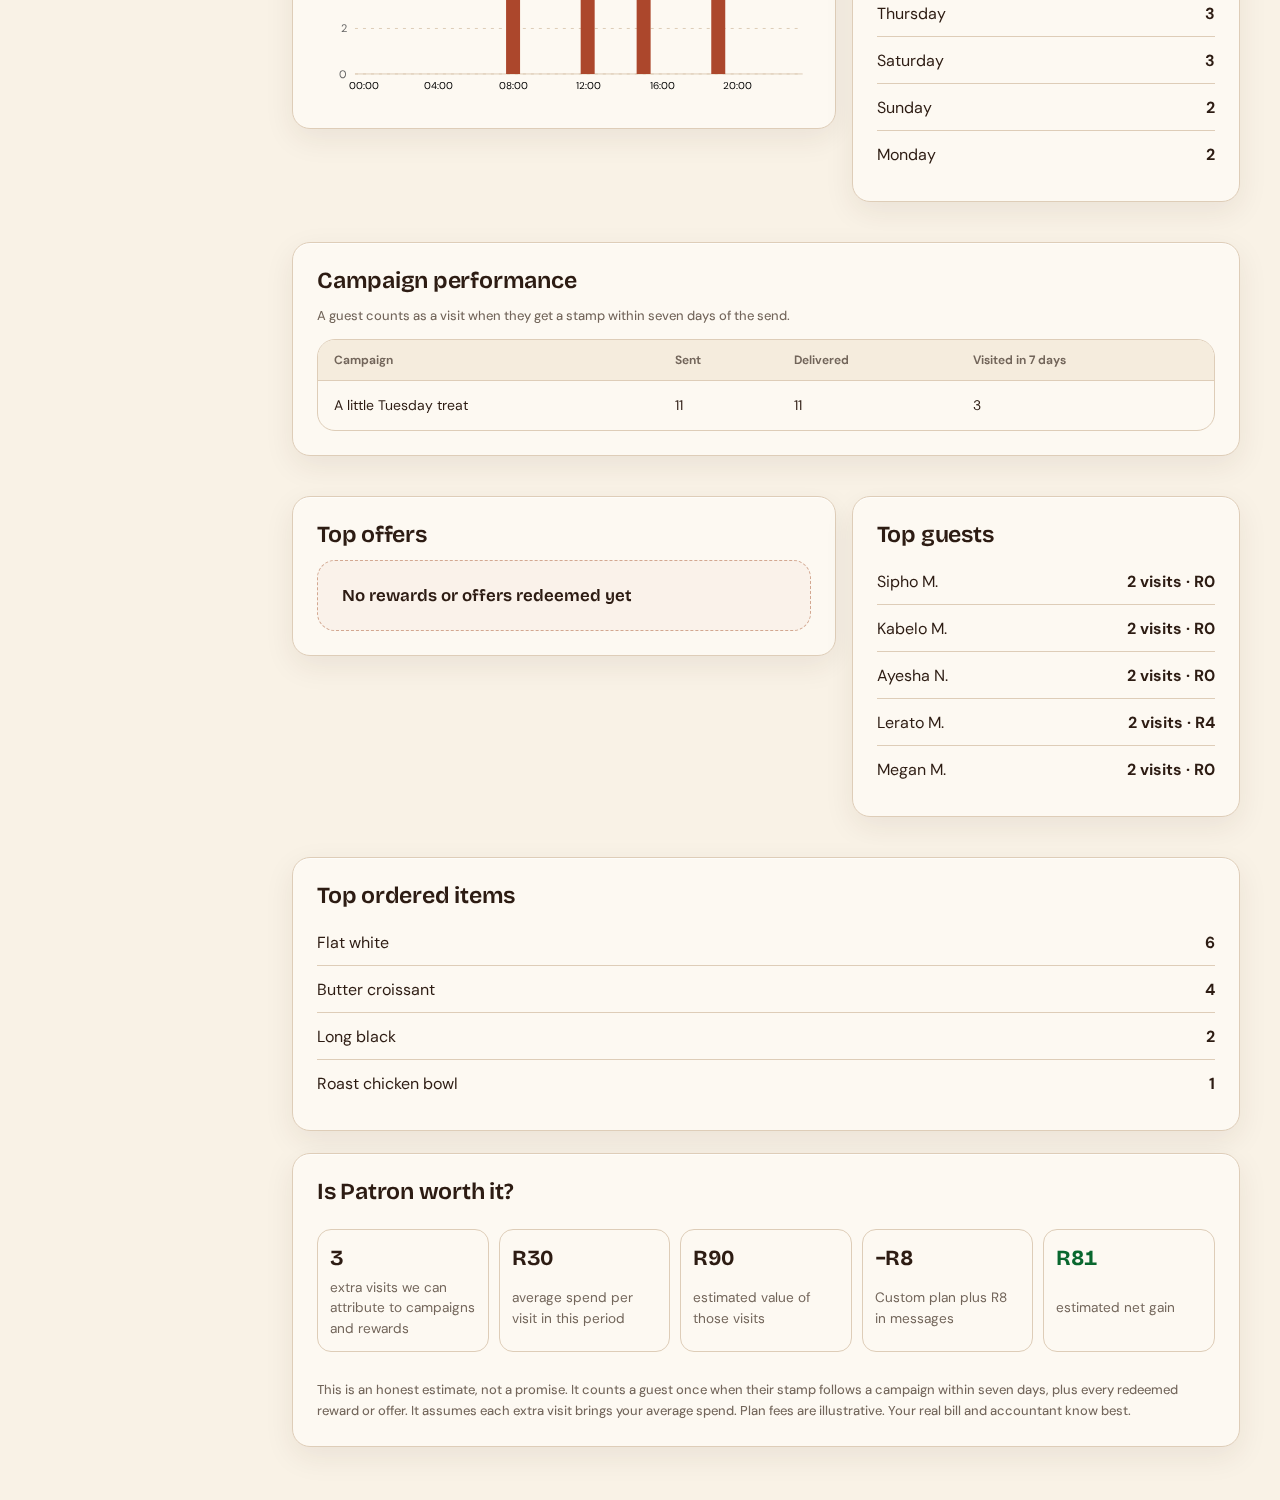 2
0
00:00 04:00 08:00 12:00 16:00 20:00
Thursday 3
Saturday 3
Sunday 2
Monday 2
Campaign performance
A guest counts as a visit when they get a stamp within seven days of the send.
Campaign Sent Delivered Visited in 7 days
A little Tuesday treat 11 11 3
Top offers
No rewards or offers redeemed yet
Top guests
Sipho M. 2 visits · R0
Kabelo M. 2 visits · R0
Ayesha N. 2 visits · R0
Lerato M. 2 visits · R4
Megan M. 2 visits · R0
Top ordered items
Flat white 6
Butter croissant 4
Long black 2
Roast chicken bowl 1
Is Patron worth it?
3
extra visits we can
attribute to campaigns
and rewards
R30
average spend per
visit in this period
R90
estimated value of
those visits
−R8
Custom plan plus R8
in messages
R81
estimated net gain
This is an honest estimate, not a promise. It counts a guest once when their stamp follows a campaign within seven days, plus every redeemed
reward or offer. It assumes each extra visit brings your average spend. Plan fees are illustrative. Your real bill and accountant know best.